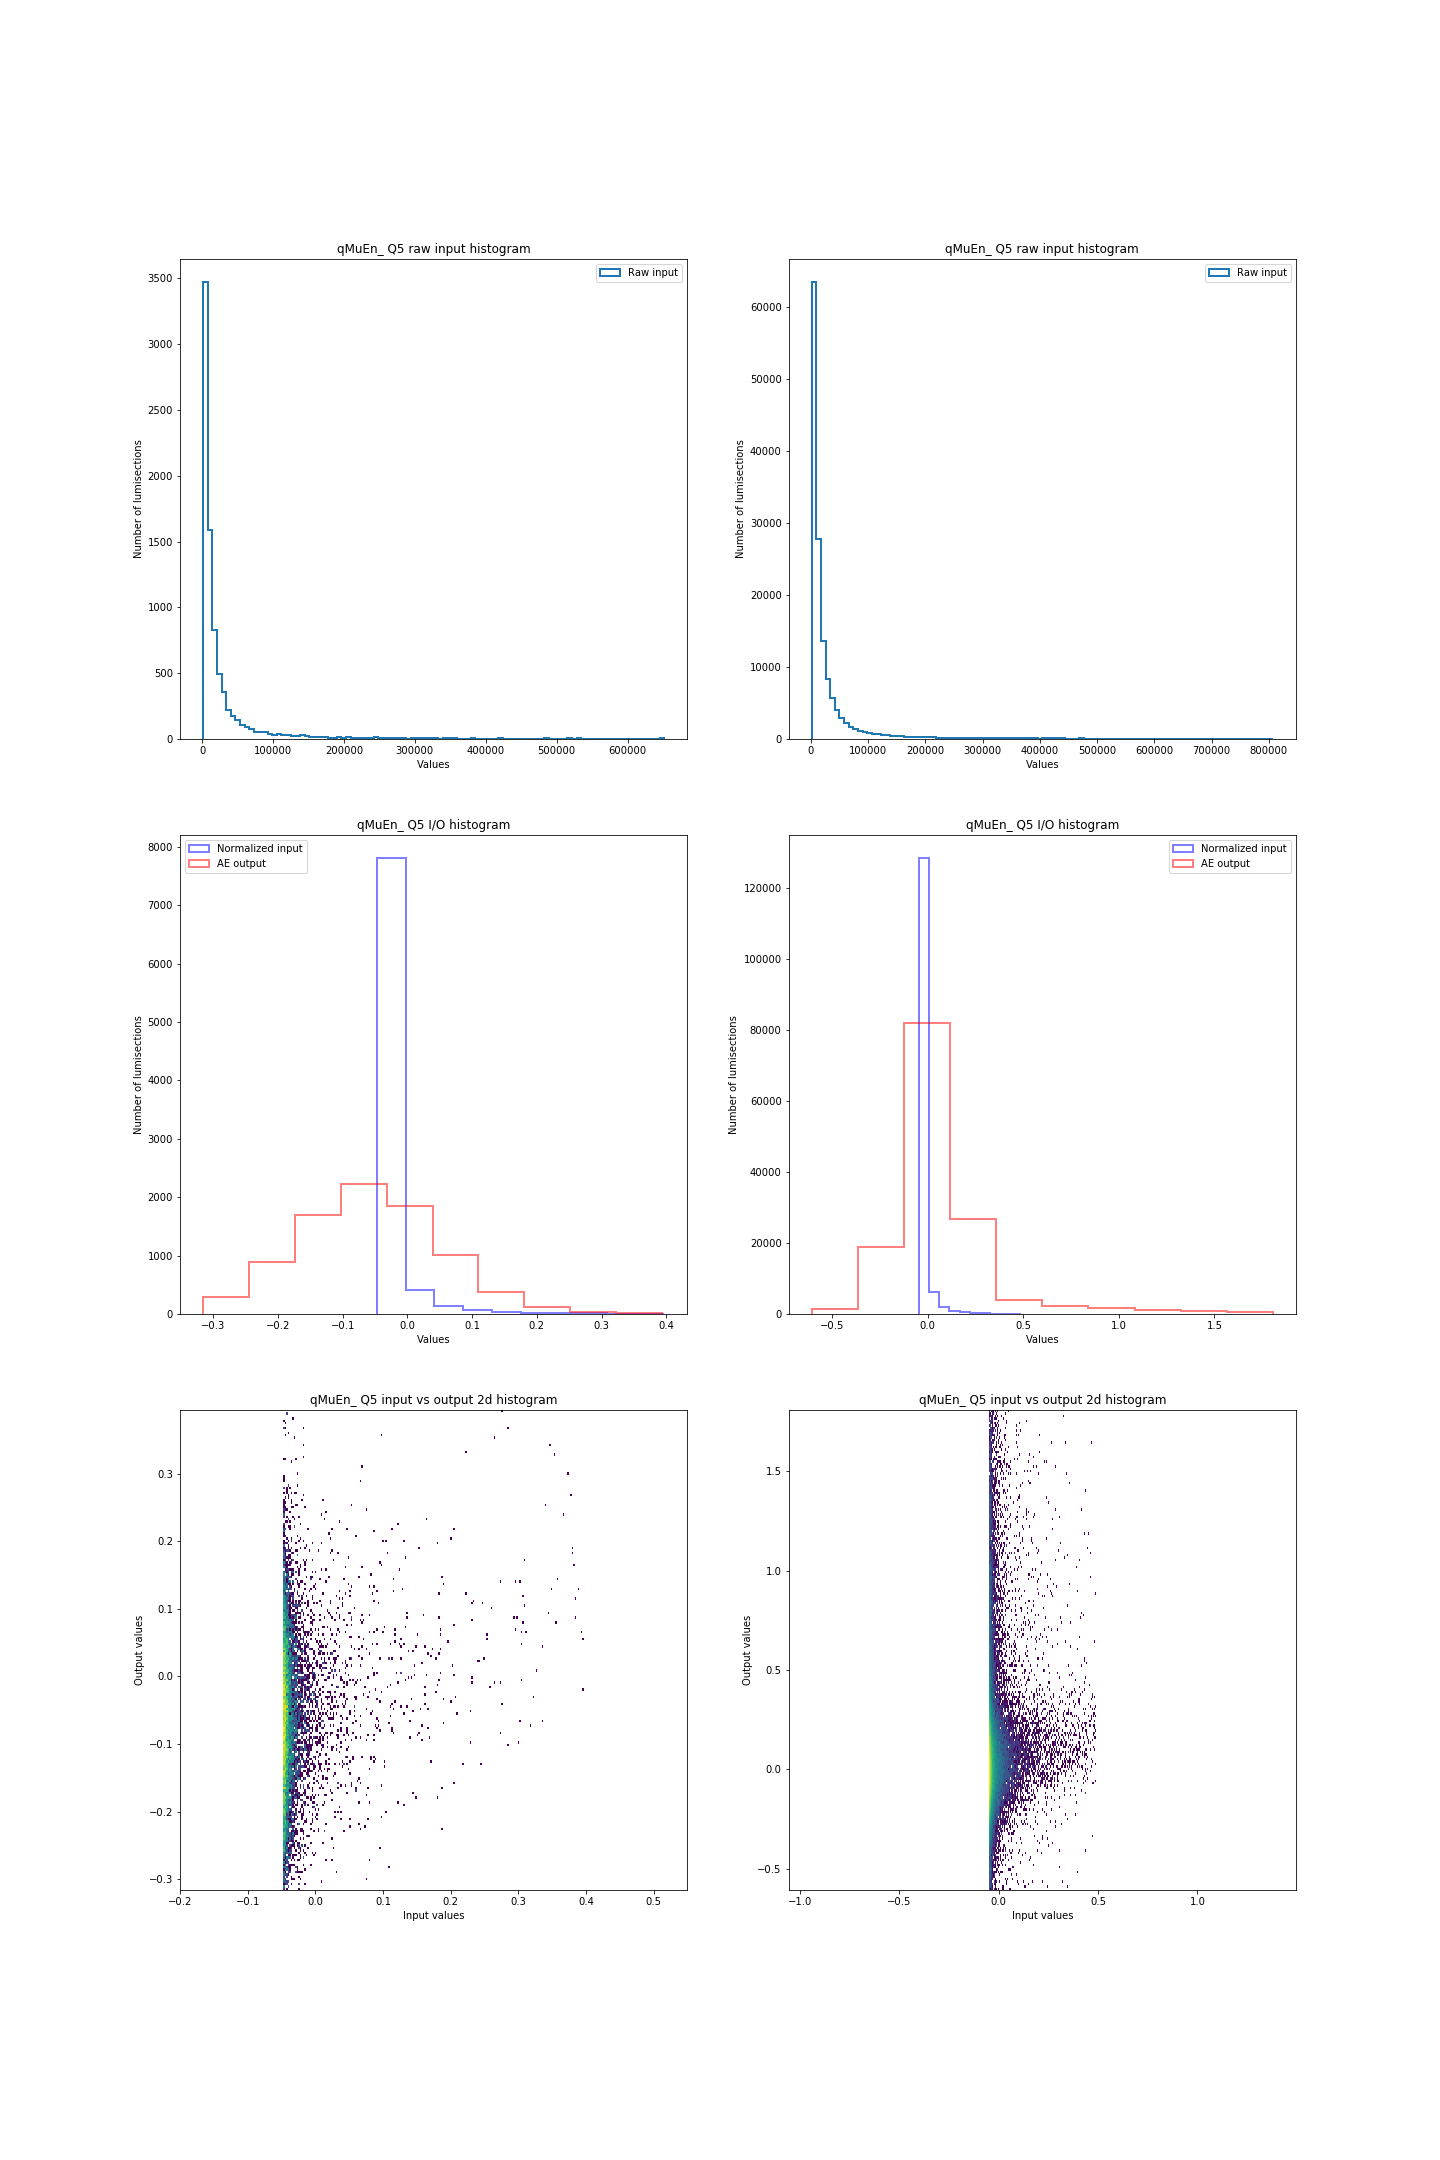 qMuEn_ Q5 raw input histogram
Raw input
3500
3000
2500
2000
1500
1000
500
0
Number of lumisections
0 100000 200000 300000 400000 500000 600000
Values
qMuEn_ Q5 raw input histogram
Raw input
60000
50000
40000
30000
20000
10000
0
Number of lumisections
0 100000 200000 300000 400000 500000 600000 700000 800000
Values
qMuEn_ Q5 I/O histogram
Normalized input
AE output
8000
7000
6000
5000
4000
3000
2000
1000
0
Number of lumisections
−0.3 −0.2 −0.1 0.0 0.1 0.2 0.3 0.4
Values
qMuEn_ Q5 I/O histogram
Normalized input
AE output
120000
100000
80000
60000
40000
20000
0
Number of lumisections
−0.5 0.0 0.5 1.0 1.5
Values
qMuEn_ Q5 input vs output 2d histogram
0.3
0.2
0.1
0.0
−0.1
−0.2
−0.3
Output values
−0.2 −0.1 0.0 0.1 0.2 0.3 0.4 0.5
Input values
qMuEn_ Q5 input vs output 2d histogram
1.5
1.0
0.5
0.0
−0.5
Output values
−1.0 −0.5 0.0 0.5 1.0
Input values